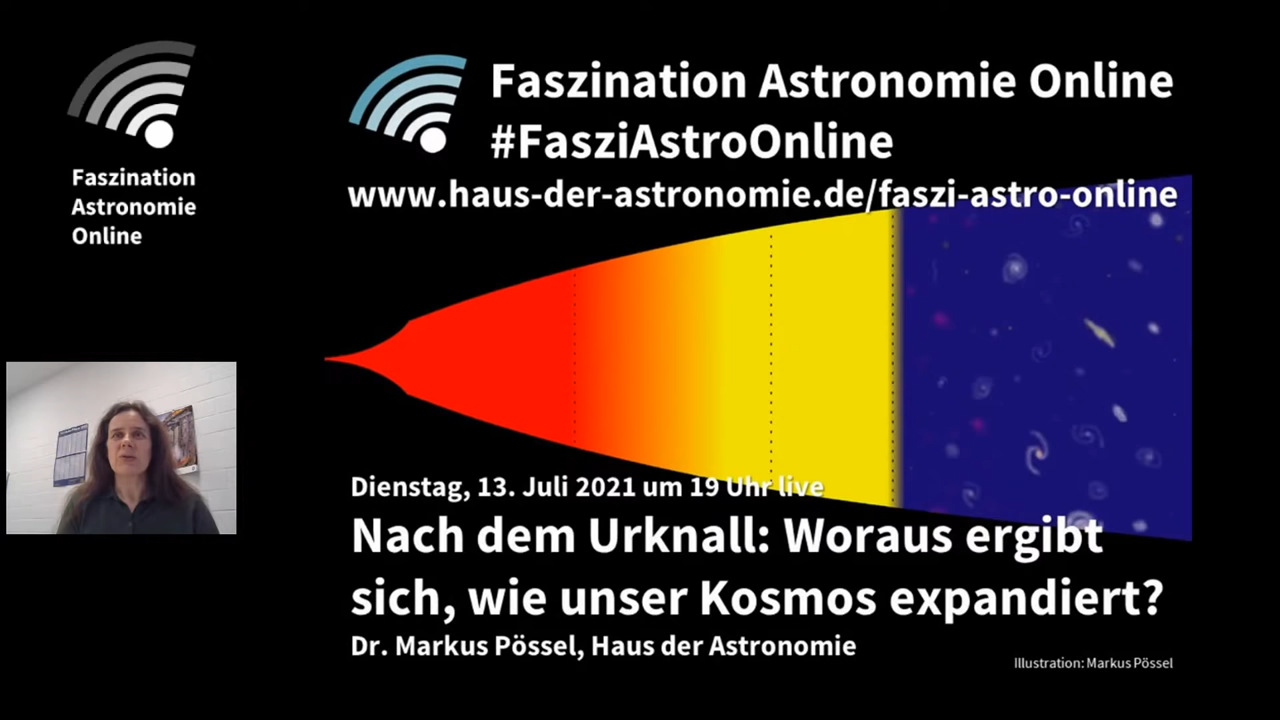 Faszination
Astronomie
Online
Faszination Astronomie Online
#FasziAstroOnline
www.haus-der-astronomie.de/faszi-astro-online
Dienstag, 13. Juli 2021 um 19 Uhr live
Nach dem Urknall: Woraus ergibt
sich, wie unser Kosmos expandiert?
Dr. Markus Pössel, Haus der Astronomie
Illustration: Markus Pössel